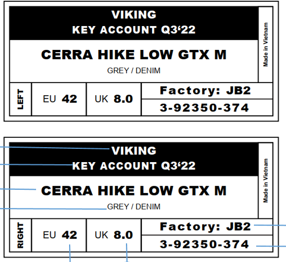 VIKING
KEY ACCOUNT Q3‘22
CERRA HIKE LOW GTX M
GREY / DENIM
Made in Vietnam
LEFT
EU 42
UK 8.0
Factory: JB2
3-92350-374
VIKING
KEY ACCOUNT Q3‘22
CERRA HIKE LOW GTX M
GREY / DENIM
Made in Vietnam
RIGHT
EU 42
UK 8.0
Factory: JB2
3-92350-374